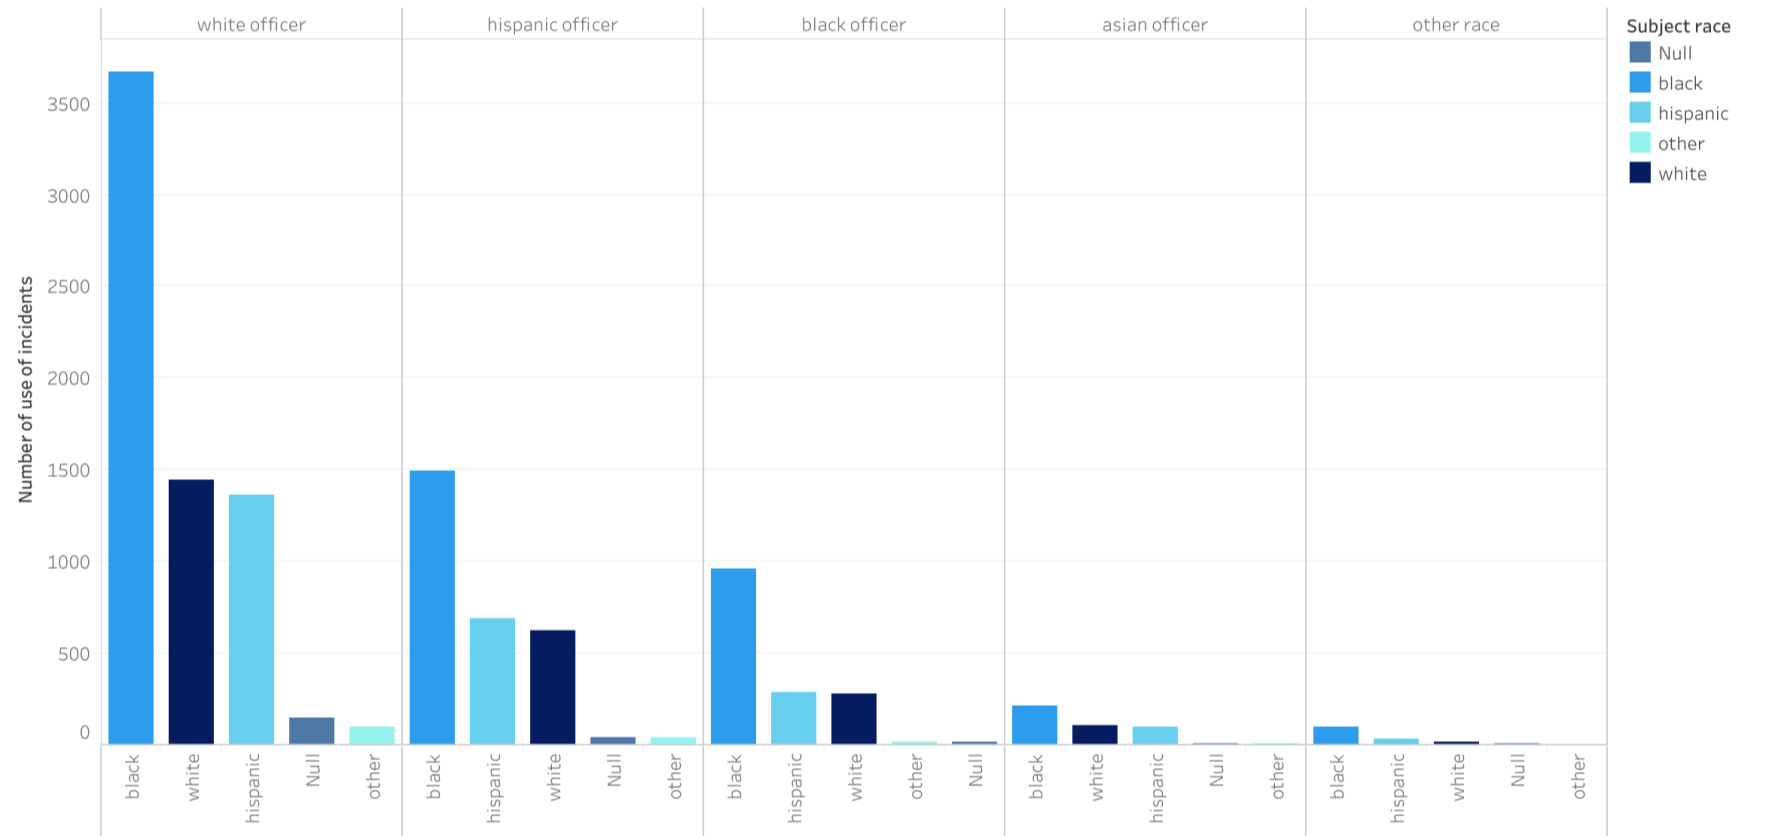 white officer
hispanic officer
black officer
asian officer
other race
Subject race
Null
black
hispanic
other
white
Number of use of incidents
3500
3000
2500
2000
1500
1000
500
0
black
white
hispanic
Null
other
black
hispanic
white
Null
other
black
hispanic
white
other
Null
black
white
hispanic
Null
other
black
hispanic
white
Null
other